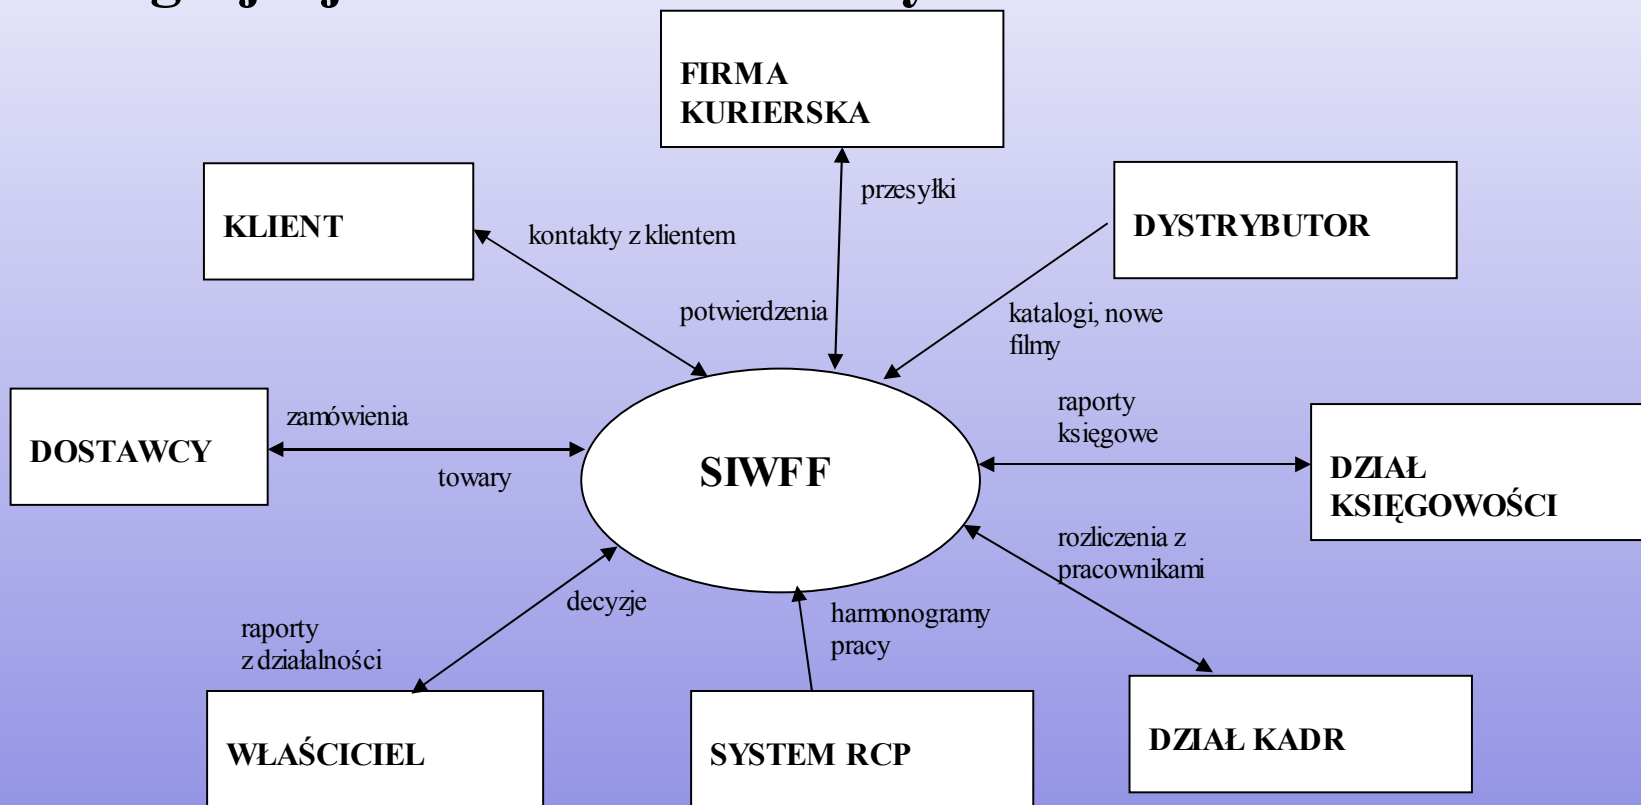 FIRMA
KURIERSKA
przesyłki
KLIENT
kontakty z klientem
DYSTRYBUTOR
potwierdzenia
katalogi, nowe
filmy
zamówienia
DOSTAWCY
towary
SIWFF
raporty
księgowe
DZIAŁ
KSIĘGOWOŚCI
rozliczenia z
pracownikami
decyzje
harmonogramy
pracy
raporty
z działalności
WŁAŚCICIEL
SYSTEM RCP
DZIAŁ KADR